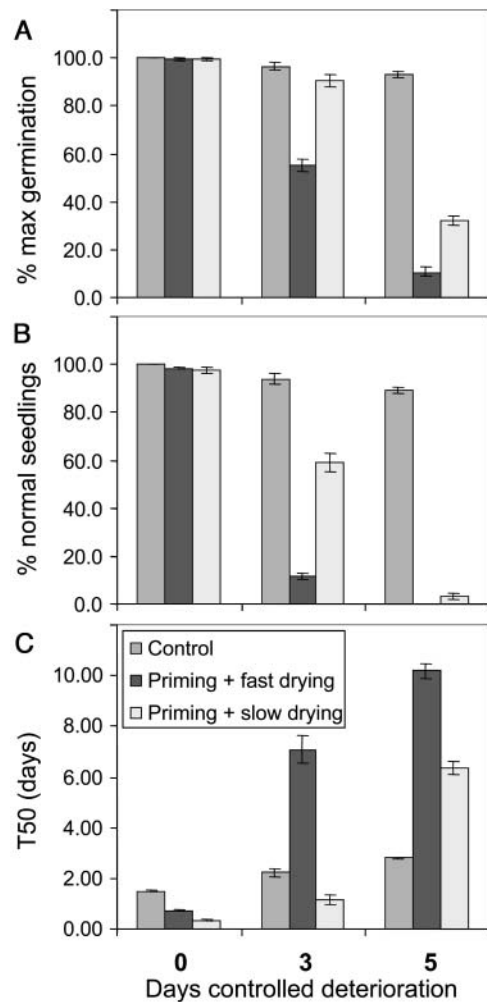 A
% max germination
100.0
80.0
60.0
40.0
20.0
0.0
B
% normal seedlings
100.0
80.0
60.0
40.0
20.0
0.0
C
T50 (days)
10.00
8.00
6.00
4.00
2.00
0.00
Control
Priming + fast drying
Priming + slow drying
0 3 5
Days controlled deterioration